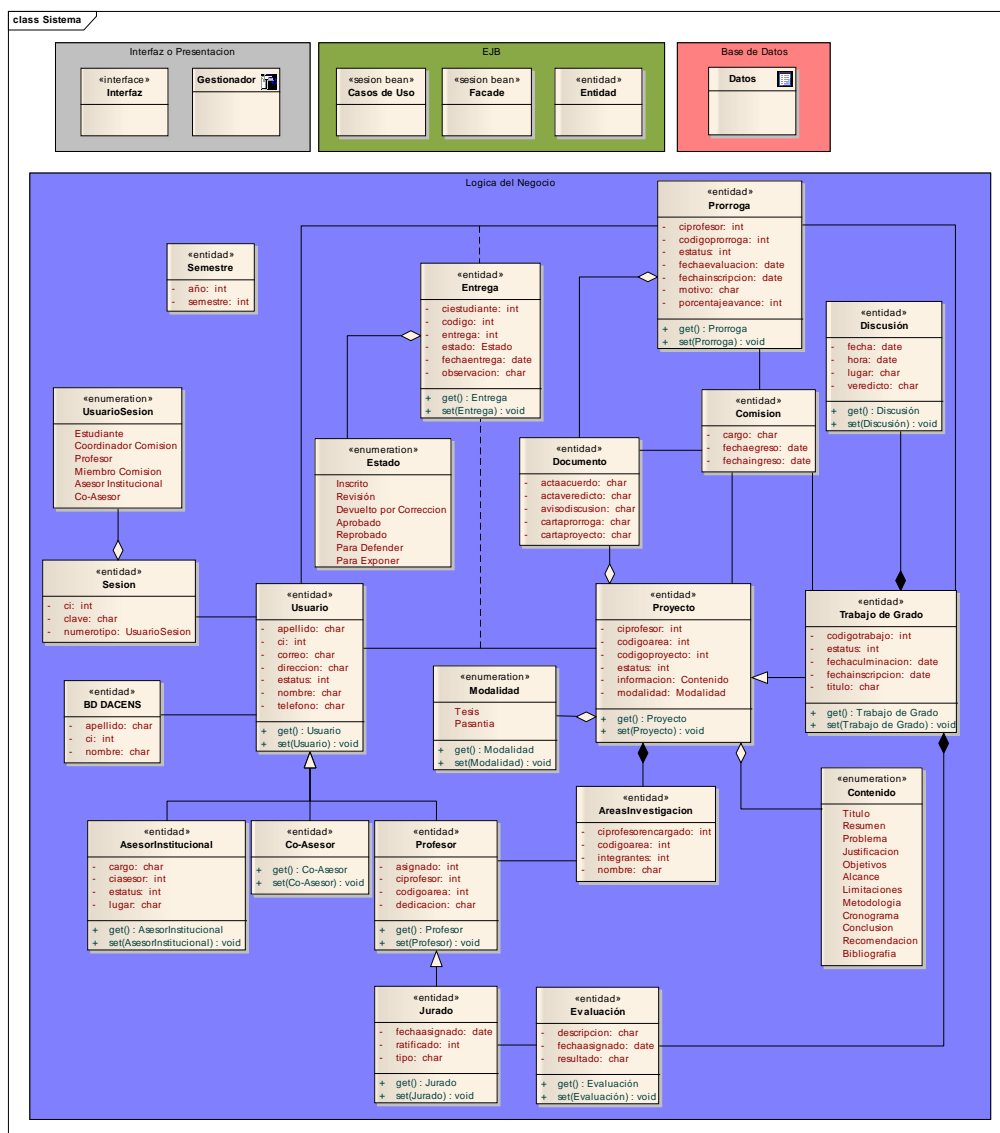 class Sistema
Interfaz o Presentacion
«interface»
Interfaz
Gestionador
EJB
«sesion bean»
Casos de Uso
«sesion bean»
Facade
«entidad»
Entidad
Base de Datos
Datos
Logica del Negocio
«entidad»
Prorroga
- ciprofesor: int
- codigoprorroga: int
- estatus: int
- fechaevaluacion: date
- fechainscripcion: date
- motivo: char
- porcentajeavance: int
+ get() : Prorroga
+ set(Prorroga) : void
«entidad»
Semestre
- año: int
- semestre: int
«entidad»
Entrega
- ciestudiante: int
- codigo: int
- entrega: int
- estado: Estado
- fechaentrega: date
- observacion: char
+ get() : Entrega
+ set(Entrega) : void
«entidad»
Discusión
- fecha: date
- hora: date
- lugar: char
- veredicto: char
+ get() : Discusión
+ set(Discusión) : void
«enumeration»
UsuarioSesion
Estudiante
Coordinador Comision
Profesor
Miembro Comision
Asesor Institucional
Co-Asesor
«entidad»
Comision
- cargo: char
- fechaegreso: date
- fechaingreso: date
«enumeration»
Estado
Inscrito
Revisión
Devuelto por Correccion
Aprobado
Reprobado
Para Defender
Para Exponer
«entidad»
Documento
- actaacuerdo: char
- actaveredicto: char
- avisodiscusion: char
- cartaprorroga: char
- cartaproyecto: char
«entidad»
Sesion
- ci: int
- clave: char
- numerotipo: UsuarioSesion
«entidad»
Usuario
- apellido: char
- ci: int
- correo: char
- direccion: char
- estatus: int
- nombre: char
- telefono: char
+ get() : Usuario
+ set(Usuario) : void
«entidad»
Proyecto
- ciprofesor: int
- codigoarea: int
- codigoproyecto: int
- estatus: int
- informacion: Contenido
- modalidad: Modalidad
+ get() : Proyecto
+ set(Proyecto) : void
«entidad»
Trabajo de Grado
- codigotrabajo: int
- estatus: int
- fechaculminacion: date
- fechainscripcion: date
- titulo: char
+ get() : Trabajo de Grado
+ set(Trabajo de Grado) : void
«entidad»
BD DACENS
- apellido: char
- ci: int
- nombre: char
«enumeration»
Modalidad
Tesis
Pasantia
+ get() : Modalidad
+ set(Modalidad) : void
«enumeration»
Contenido
Titulo
Resumen
Problema
Justificacion
Objetivos
Alcance
Limitaciones
Metodologia
Cronograma
Conclusion
Recomendacion
Bibliografia
«entidad»
AreasInvestigacion
- ciprofesorencargado: int
- codigoarea: int
- integrantes: int
- nombre: char
«entidad»
AsesorInstitucional
- cargo: char
- ciasesor: int
- estatus: int
- lugar: char
+ get() : AsesorInstitucional
+ set(AsesorInstitucional) : void
«entidad»
Co-Asesor
+ get() : Co-Asesor
+ set(Co-Asesor) : void
«entidad»
Profesor
- asignado: int
- ciprofesor: int
- codigoarea: int
- dedicacion: char
+ get() : Profesor
+ set(Profesor) : void
«entidad»
Jurado
- fechaasignado: date
- ratificado: int
- tipo: char
+ get() : Jurado
+ set(Jurado) : void
«entidad»
Evaluación
- descripcion: char
- fechaasignado: date
- resultado: char
+ get() : Evaluación
+ set(Evaluación) : void